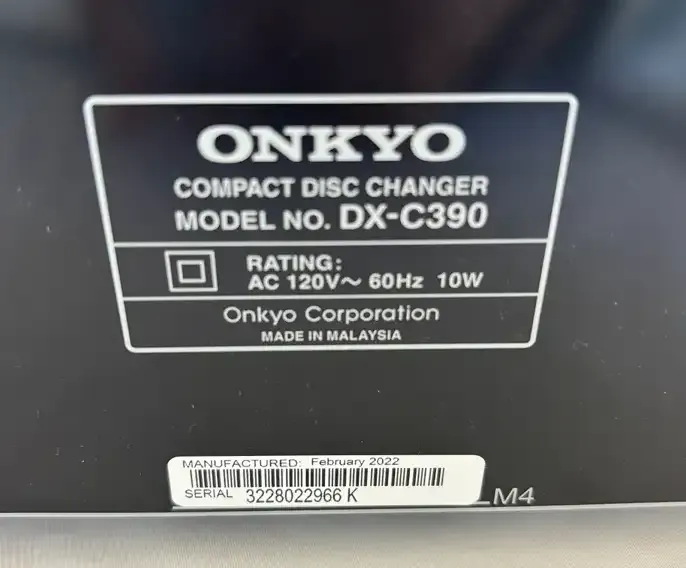 ONKYO
COMPACT DISC CHANGER
MODEL NO. DX-C390
RATING:
AC 120V～ 60Hz 10W
Onkyo Corporation
MADE IN MALAYSIA
MANUFACTURED: February 2022
SERIAL 3228022966 K
M4